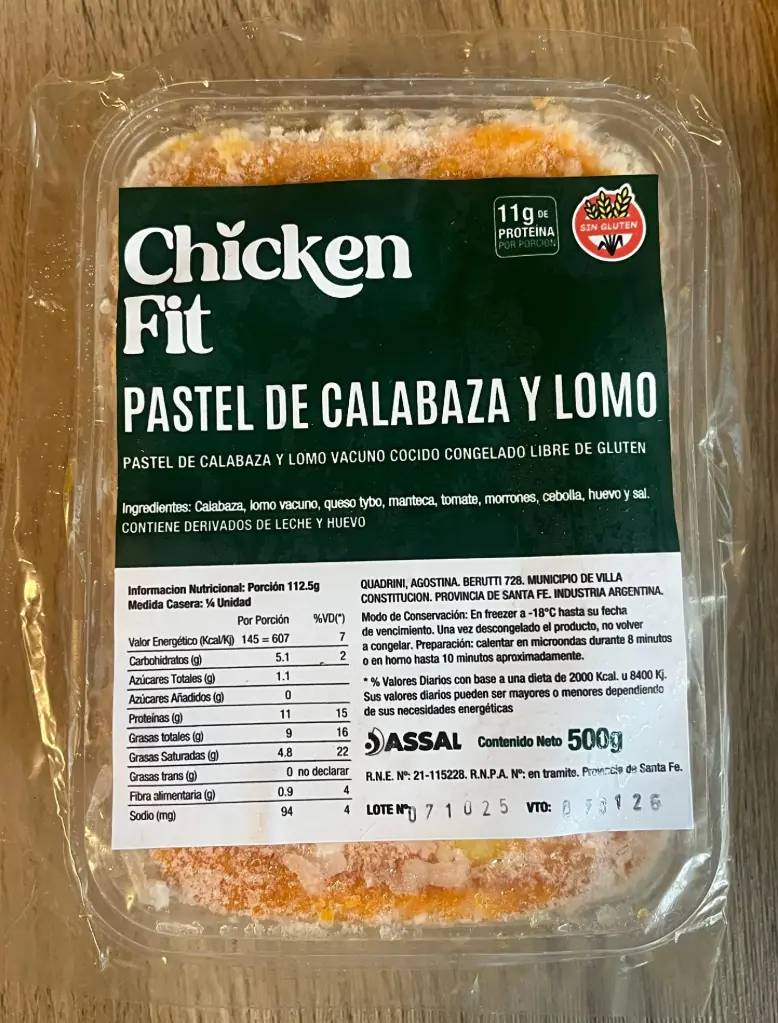 11g DE
PROTEÍNA
POR PORCIÓN
SIN GLUTEN
Chicken
Fit
PASTEL DE CALABAZA Y LOMO
PASTEL DE CALABAZA Y LOMO VACUNO COCIDO CONGELADO LIBRE DE GLUTEN
Ingredientes: Calabaza, lomo vacuno, queso tybo, manteca, tomate, morrones, cebolla, huevo y sal.
CONTIENE DERIVADOS DE LECHE Y HUEVO
Informacion Nutricional: Porción 112.5g
Medida Casera: ¼ Unidad
Por Porción %VD(*)
Valor Energético (Kcal/Kj) 145 = 607 7
Carbohidratos (g) 5.1 2
Azúcares Totales (g) 1.1
Azúcares Añadidos (g) 0
Proteínas (g) 11 15
Grasas totales (g) 9 16
Grasas Saturadas (g) 4.8 22
Grasas trans (g) 0 no declarar
Fibra alimentaria (g) 0.9 4
Sodio (mg) 94 4
QUADRINI, AGOSTINA. BERUTTI 728. MUNICIPIO DE VILLA
CONSTITUCION. PROVINCIA DE SANTA FE. INDUSTRIA ARGENTINA.
Modo de Conservación: En freezer a -18°C hasta su fecha
de vencimiento. Una vez descongelado el producto, no volver
a congelar. Preparación: calentar en microondas durante 8 minutos
o en horno hasta 10 minutos aproximadamente.
* % Valores Diarios con base a una dieta de 2000 Kcal. u 8400 Kj.
Sus valores diarios pueden ser mayores o menores dependiendo
de sus necesidades energéticas
ASSAL Contenido Neto 500g
R.N.E. Nº: 21-115228. R.N.P.A. Nº: en tramite. Provincia de Santa Fe.
LOTE Nº: 071025 VTO: